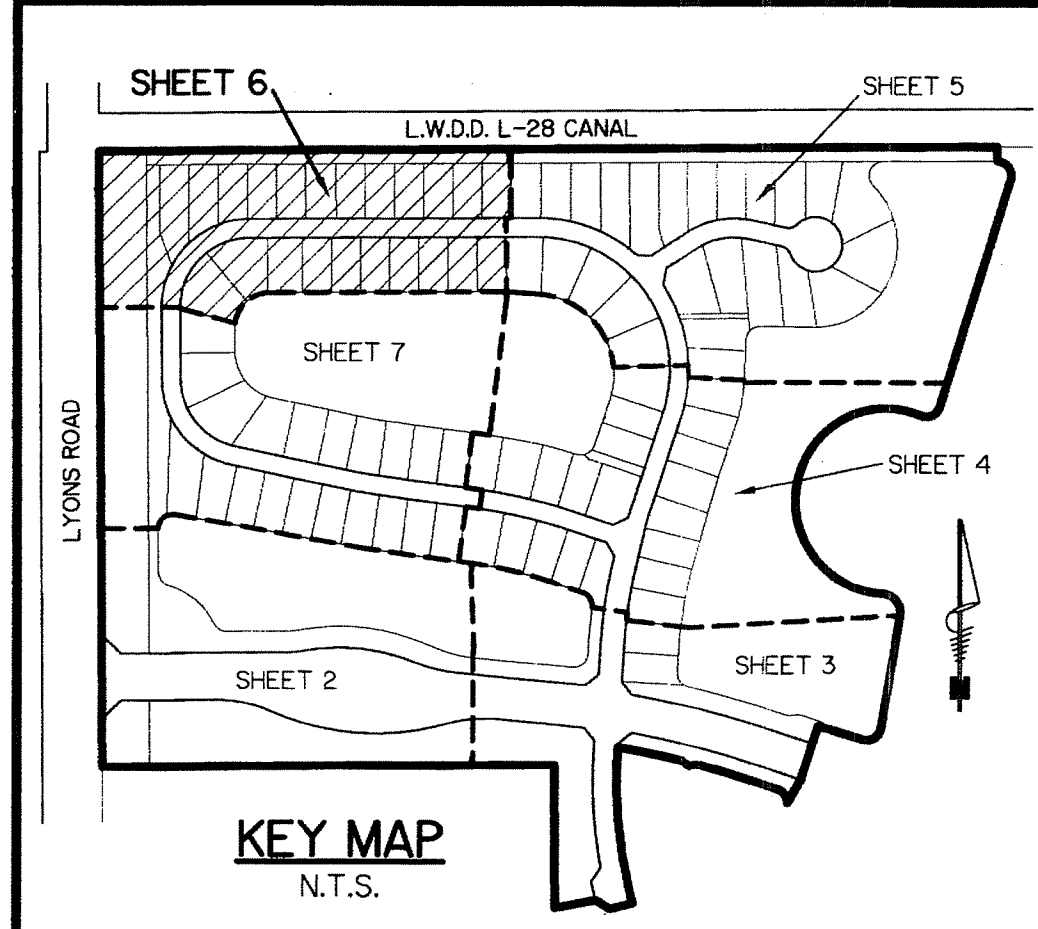 SHEET 6
SHEET 5
L.W.D.D. L-28 CANAL
SHEET 7
LYONS ROAD
SHEET 4
SHEET 3
SHEET 2
KEY MAP
N.T.S.